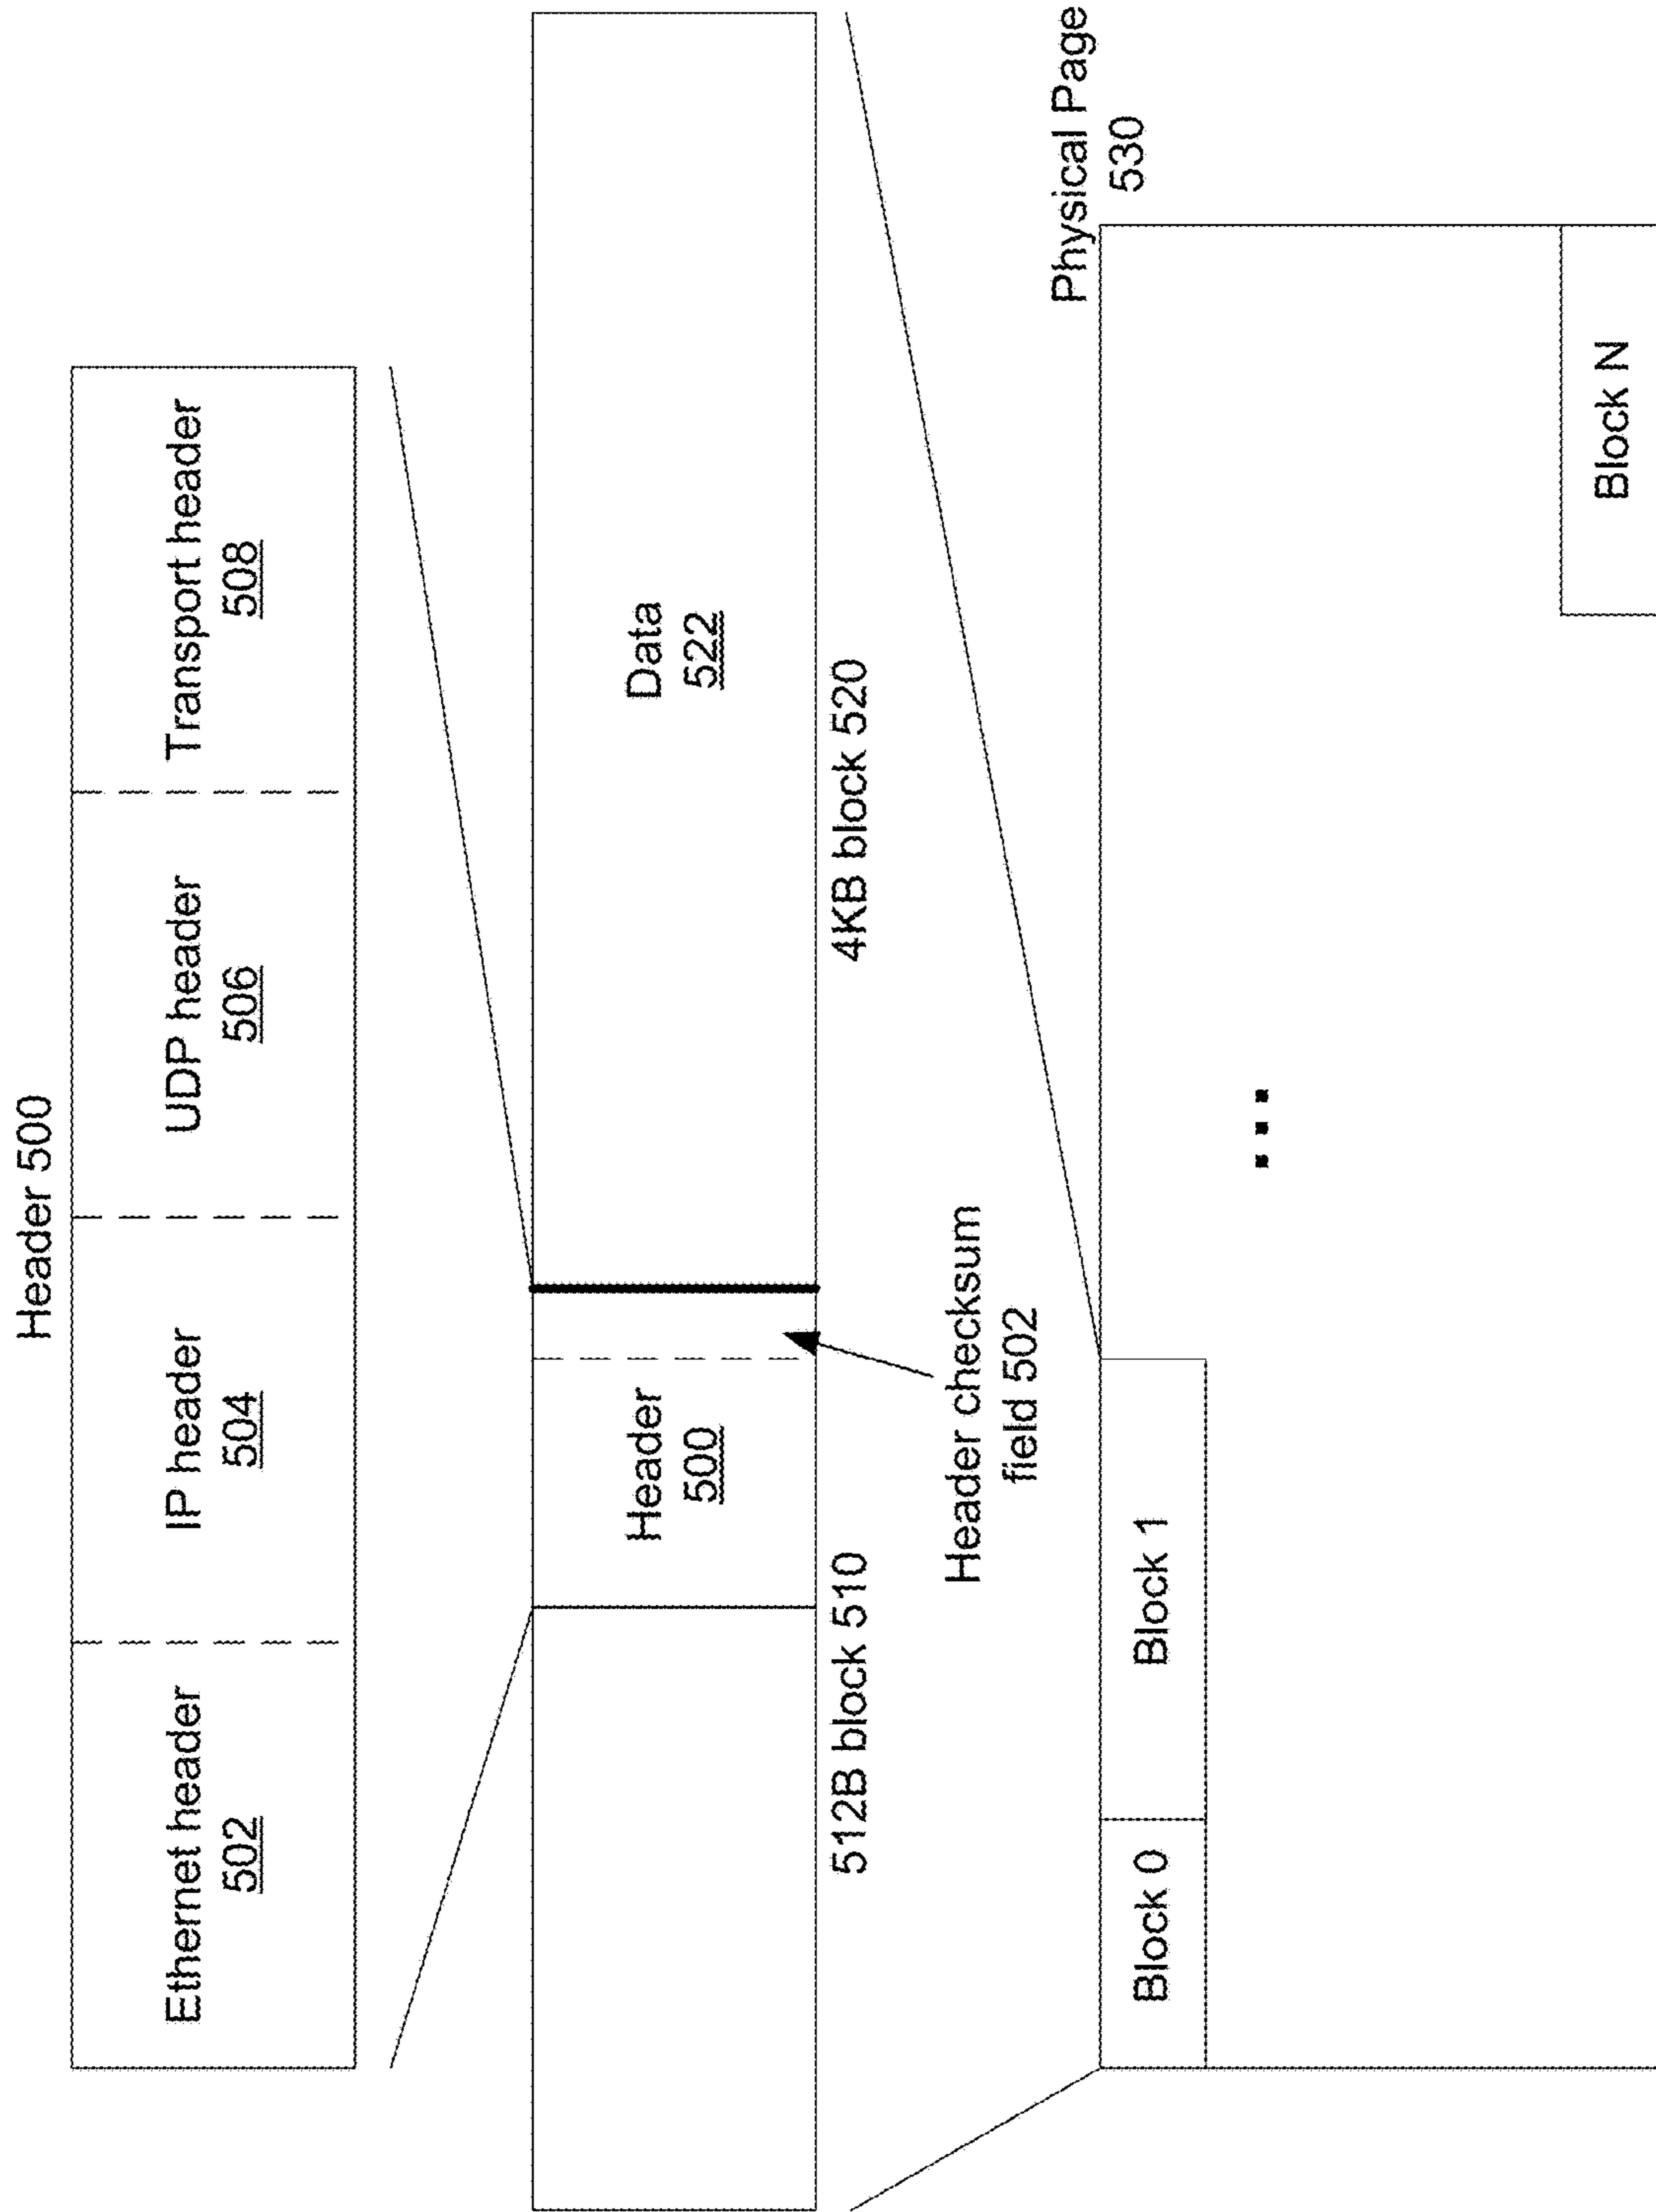 Header 500
Ethernet header
502
IP header
504
UDP header
506
Transport header
508
Header
500
Data
522
512B block 510
4KB block 520
Header checksum
field 502
Physical Page
530
Block 0
Block 1
Block N